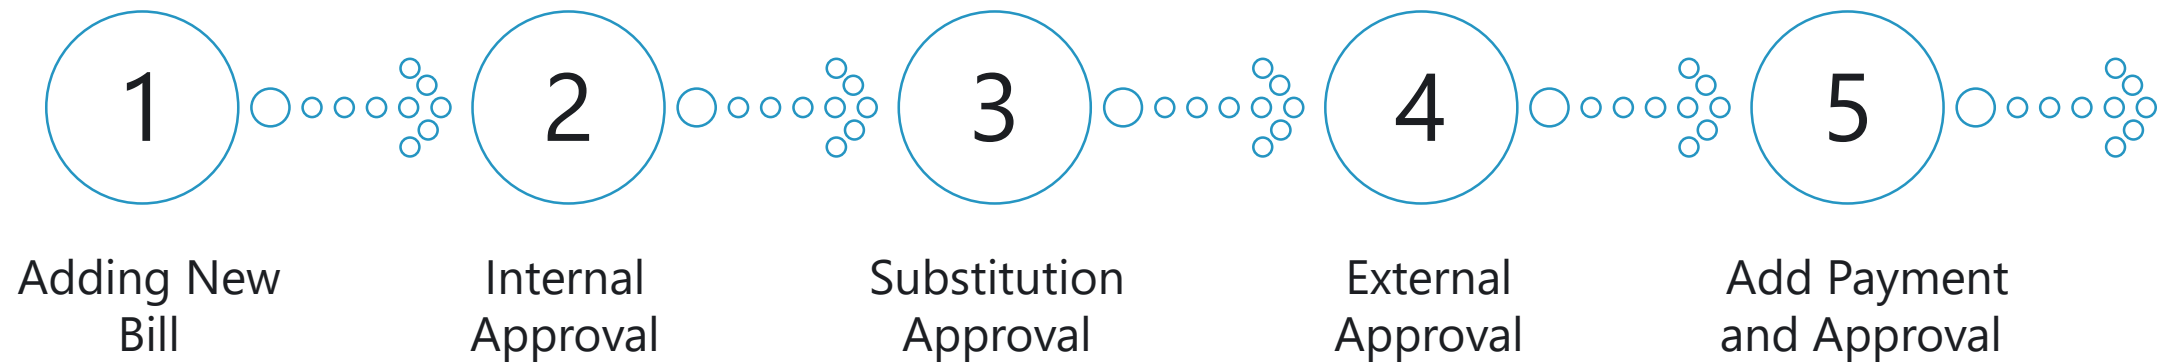 1
2
3
4
5
Adding New
Bill
Internal
Approval
Substitution
Approval
External
Approval
Add Payment
and Approval